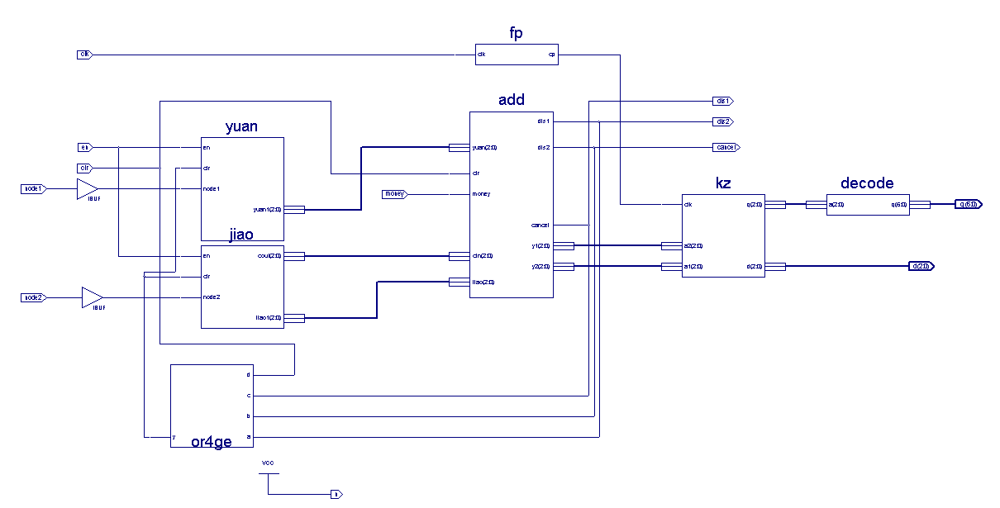 fp
clk
clk
cp
add
dis1
dis1
yuan
dis2
en
en
yuan(2:0)
dis2
cancel
clr
clr
clr
node1
IBUF
node1
money
money
kz
decode
yuan1(2:0)
clk
q(2:0)
a(2:0)
q(6:0)
q(6:0)
jiao
cancel
en
cout(2:0)
cin(2:0)
y1(2:0)
a2(2:0)
clr
y2(2:0)
a1(2:0)
d(2:0)
d(2:0)
jiao(2:0)
node2
IBUF
node2
jiao1(2:0)
d
c
b
y
a
or4ge
vcc